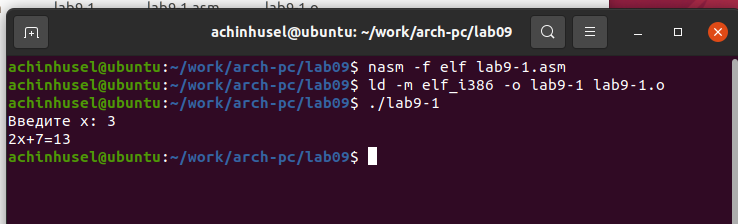 lab9-1 lab9-1.asm lab9-1.o
achinhusel@ubuntu: ~/work/arch-pc/lab09
achinhusel@ubuntu:~/work/arch-pc/lab09$ nasm -f elf lab9-1.asm
achinhusel@ubuntu:~/work/arch-pc/lab09$ ld -m elf_i386 -o lab9-1 lab9-1.o
achinhusel@ubuntu:~/work/arch-pc/lab09$ ./lab9-1
Введите x: 3
2x+7=13
achinhusel@ubuntu:~/work/arch-pc/lab09$